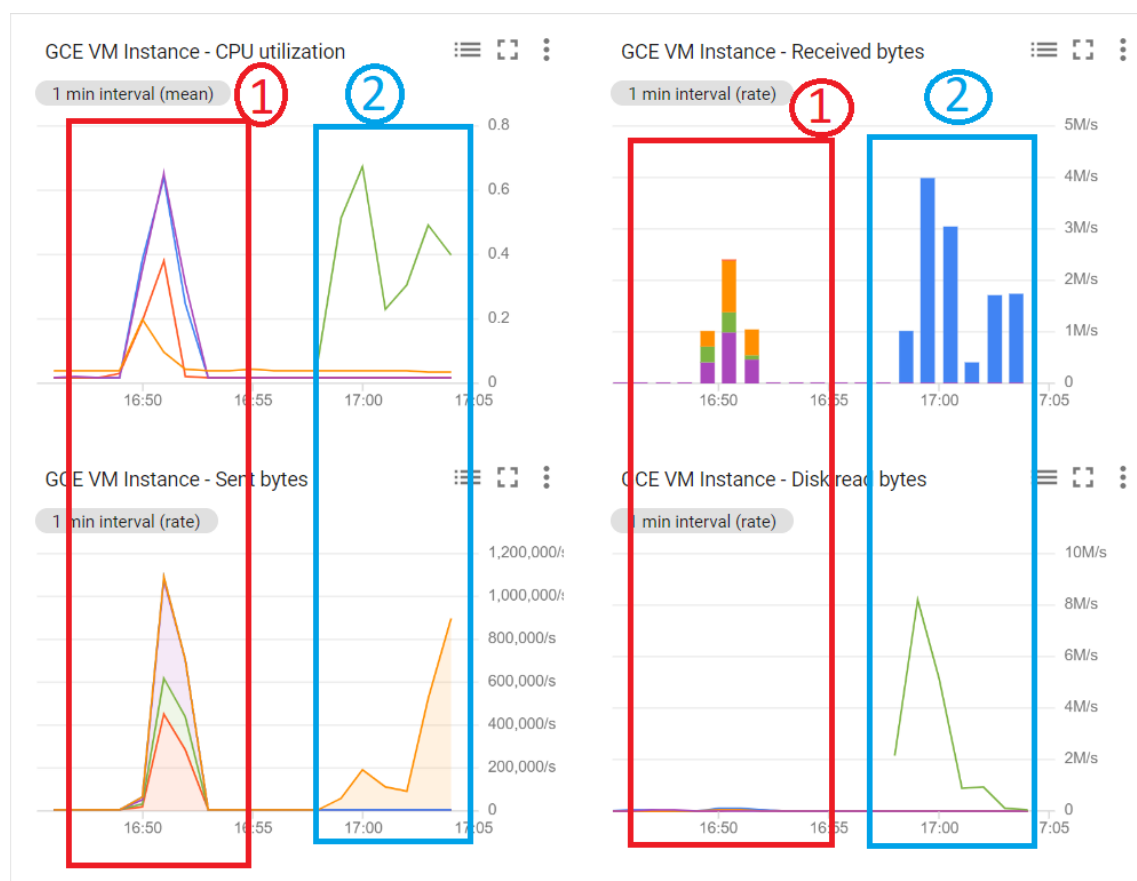 GCE VM Instance - CPU utilization
1 min interval (mean)
1
2
0.8
0.6
0.4
0.2
0
16:50
16:55
17:00
17:05
GCE VM Instance - Received bytes
1 min interval (rate)
1
2
5M/s
4M/s
3M/s
2M/s
1M/s
0
16:50
16:55
17:00
7:05
GCE VM Instance - Sent bytes
1 min interval (rate)
1,200,000/s
1,000,000/s
800,000/s
600,000/s
400,000/s
200,000/s
0
16:50
16:55
17:00
17:05
GCE VM Instance - Disk read bytes
1 min interval (rate)
10M/s
8M/s
6M/s
4M/s
2M/s
0
16:50
16:55
17:00
7:05